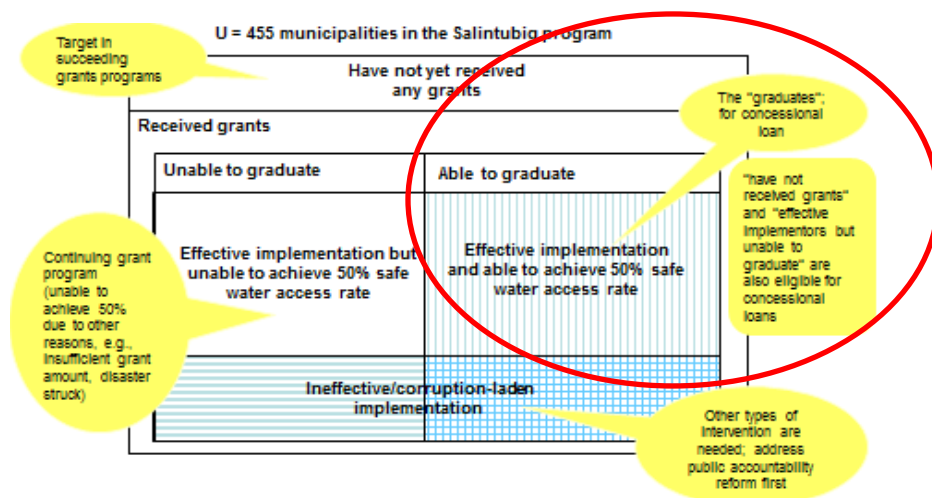 U = 455 municipalities in the Salintubig program
Target in
succeeding
grants programs
Have not yet received
any grants
The "graduates";
for concessional
loan
Received grants
Unable to graduate
Able to graduate
"have not
received grants"
and "effective
implementors but
unable to
graduate" are
also eligible for
concessional
loans
Continuing grant
program
(unable to
achieve 50%
due to other
reasons, e.g.,
insufficient grant
amount, disaster
struck)
Effective implementation but
unable to achieve 50% safe
water access rate
Effective implementation
and able to achieve 50% safe
water access rate
Ineffective/corruption-laden
implementation
Other types of
intervention are
needed; address
public accountability
reform first